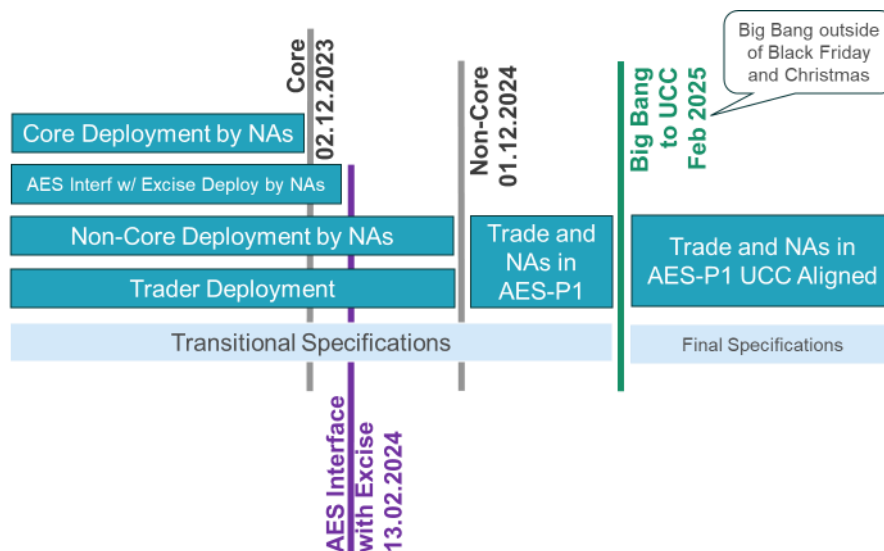 Big Bang outside
of Black Friday
and Christmas
Core
02.12.2023
Non-Core
01.12.2024
Big Bang
to UCC
Feb 2025
Core Deployment by NAs
AES Interf w/ Excise Deploy by NAs
Non-Core Deployment by NAs
Trade and
NAs in
AES-P1
Trade and NAs in
AES-P1 UCC Aligned
Trader Deployment
Transitional Specifications
Final Specifications
AES Interface
with Excise
13.02.2024